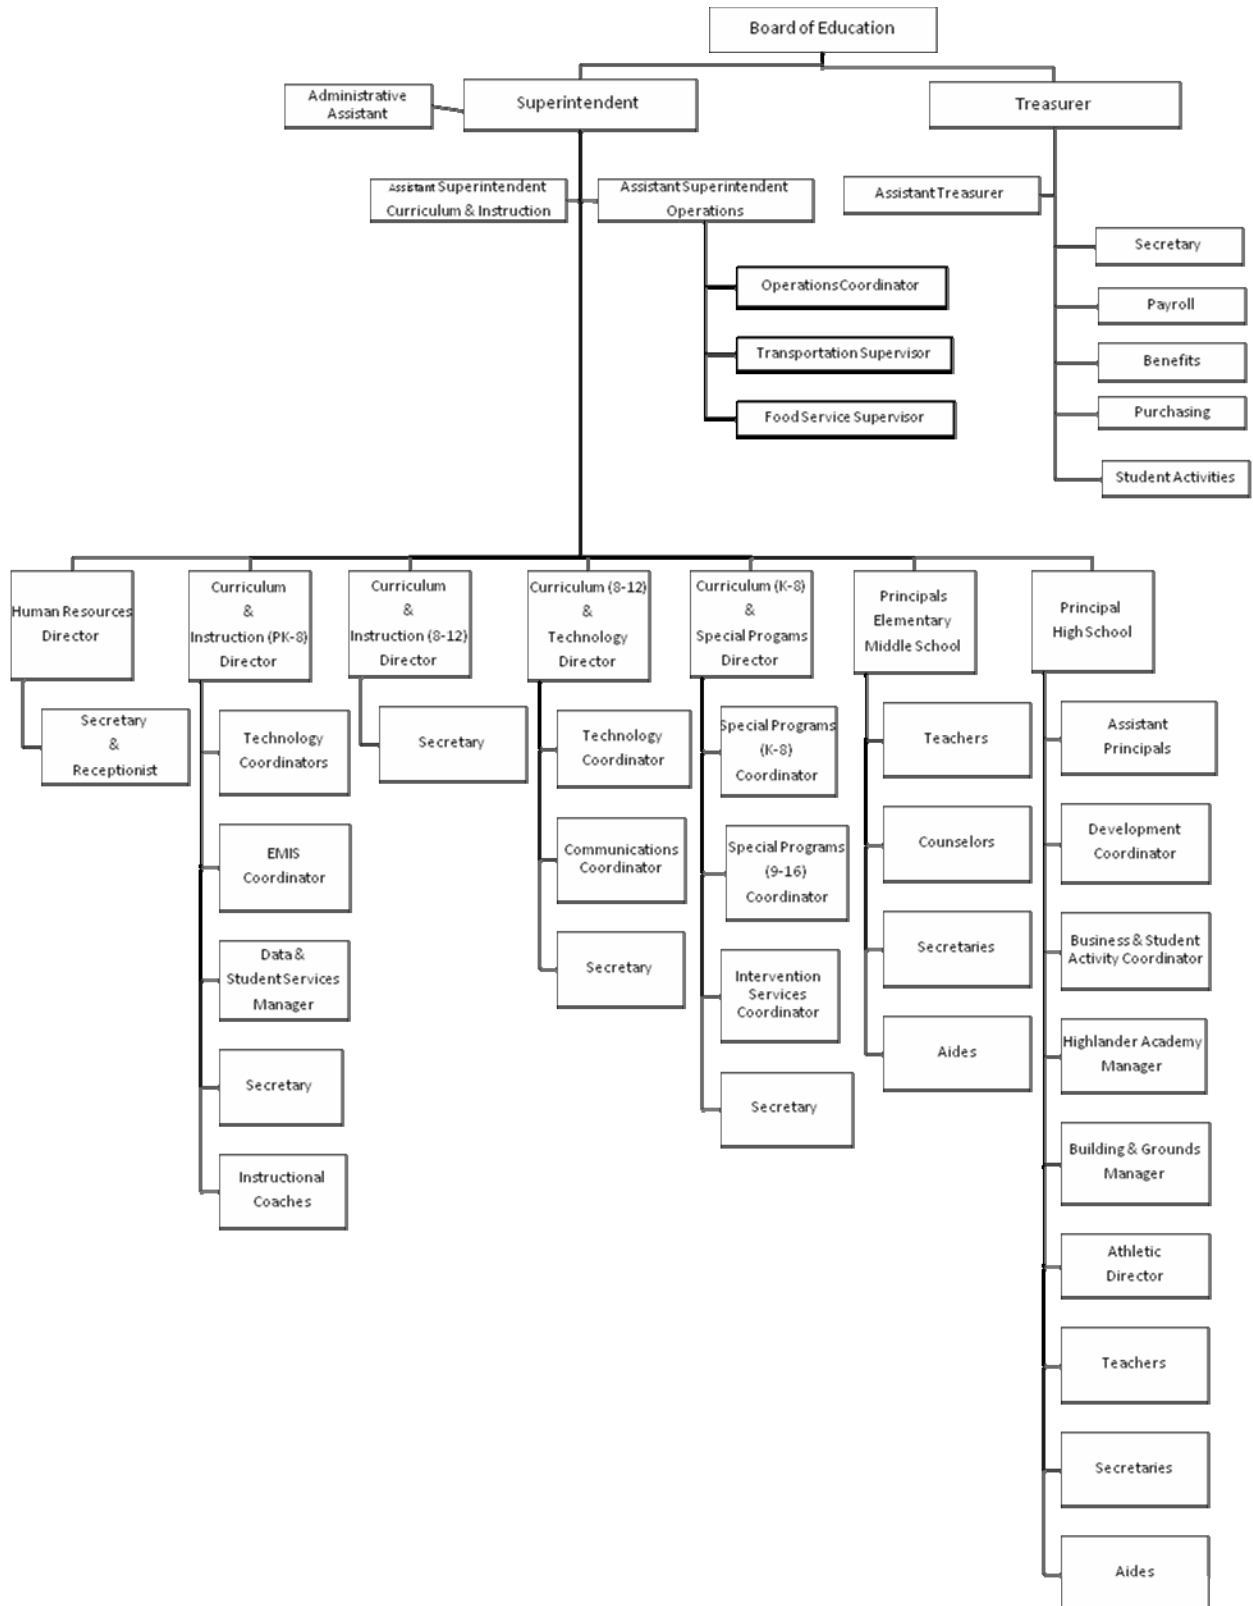 Board of Education
Administrative
Assistant
Superintendent
Treasurer
Assistant Superintendent
Curriculum & Instruction
Assistant Superintendent
Operations
Assistant Treasurer
Secretary
Operations Coordinator
Payroll
Transportation Supervisor
Benefits
Food Service Supervisor
Purchasing
Student Activities
Human Resources
Director
Curriculum
&
Instruction (PK-8)
Director
Curriculum
&
Instruction (8-12)
Director
Curriculum (8-12)
&
Technology
Director
Curriculum (K-8)
&
Special Progams
Director
Principals
Elementary
Middle School
Principal
High School
Secretary
&
Receptionist
Technology
Coordinators
EMIS
Coordinator
Data &
Student Services
Manager
Secretary
Instructional
Coaches
Secretary
Technology
Coordinator
Communications
Coordinator
Secretary
Special Programs
(K-8)
Coordinator
Special Programs
(9-16)
Coordinator
Intervention
Services
Coordinator
Secretary
Teachers
Counselors
Secretaries
Aides
Assistant
Principals
Development
Coordinator
Business & Student
Activity Coordinator
Highlander Academy
Manager
Building & Grounds
Manager
Athletic
Director
Teachers
Secretaries
Aides